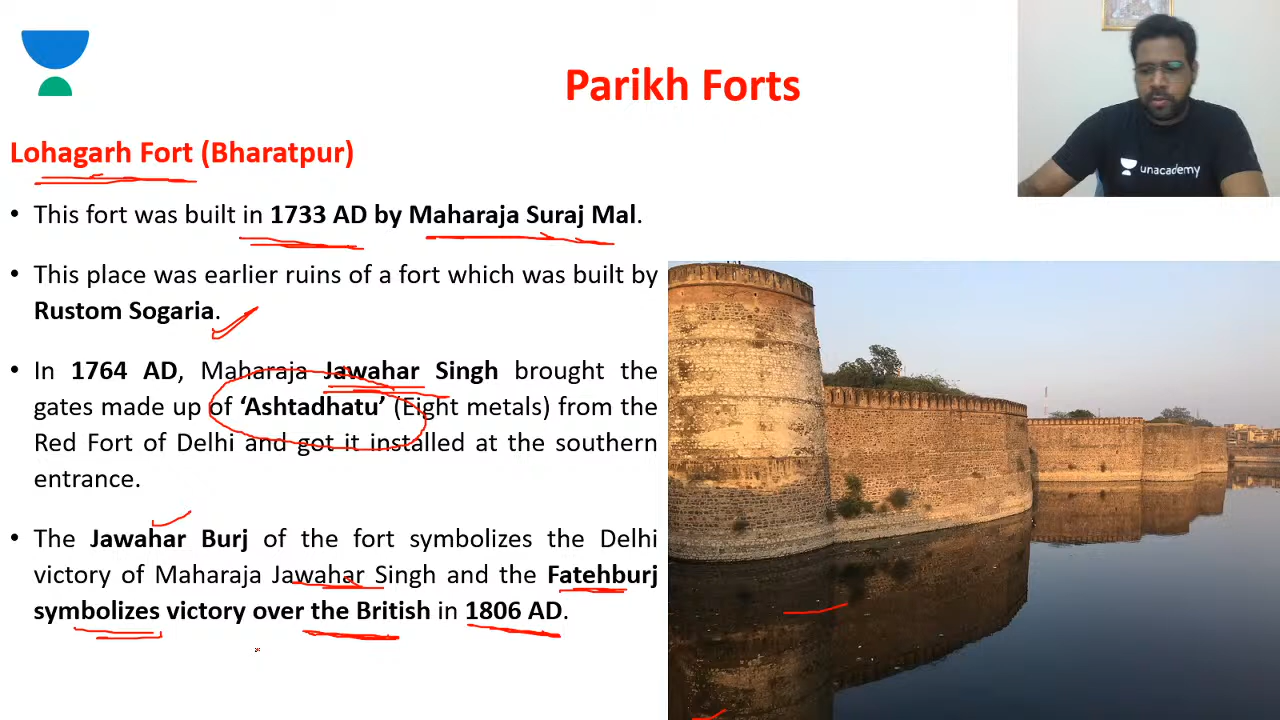 Parikh Forts
unacademy
Lohagarh Fort (Bharatpur)
• This fort was built in 1733 AD by Maharaja Suraj Mal.
• This place was earlier ruins of a fort which was built by
Rustom Sogaria.
• In 1764 AD, Maharaja Jawahar Singh brought the
gates made up of ‘Ashtadhatu’ (Eight metals) from the
Red Fort of Delhi and got it installed at the southern
entrance.
• The Jawahar Burj of the fort symbolizes the Delhi
victory of Maharaja Jawahar Singh and the Fatehburj
symbolizes victory over the British in 1806 AD.